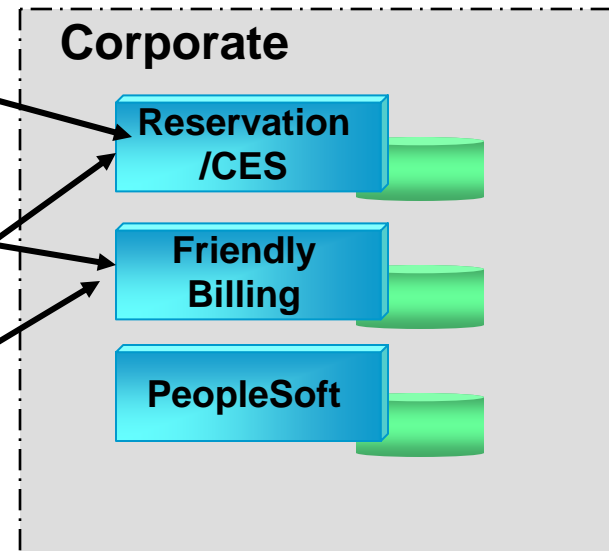 Corporate
Reservation
/CES
Friendly
Billing
PeopleSoft